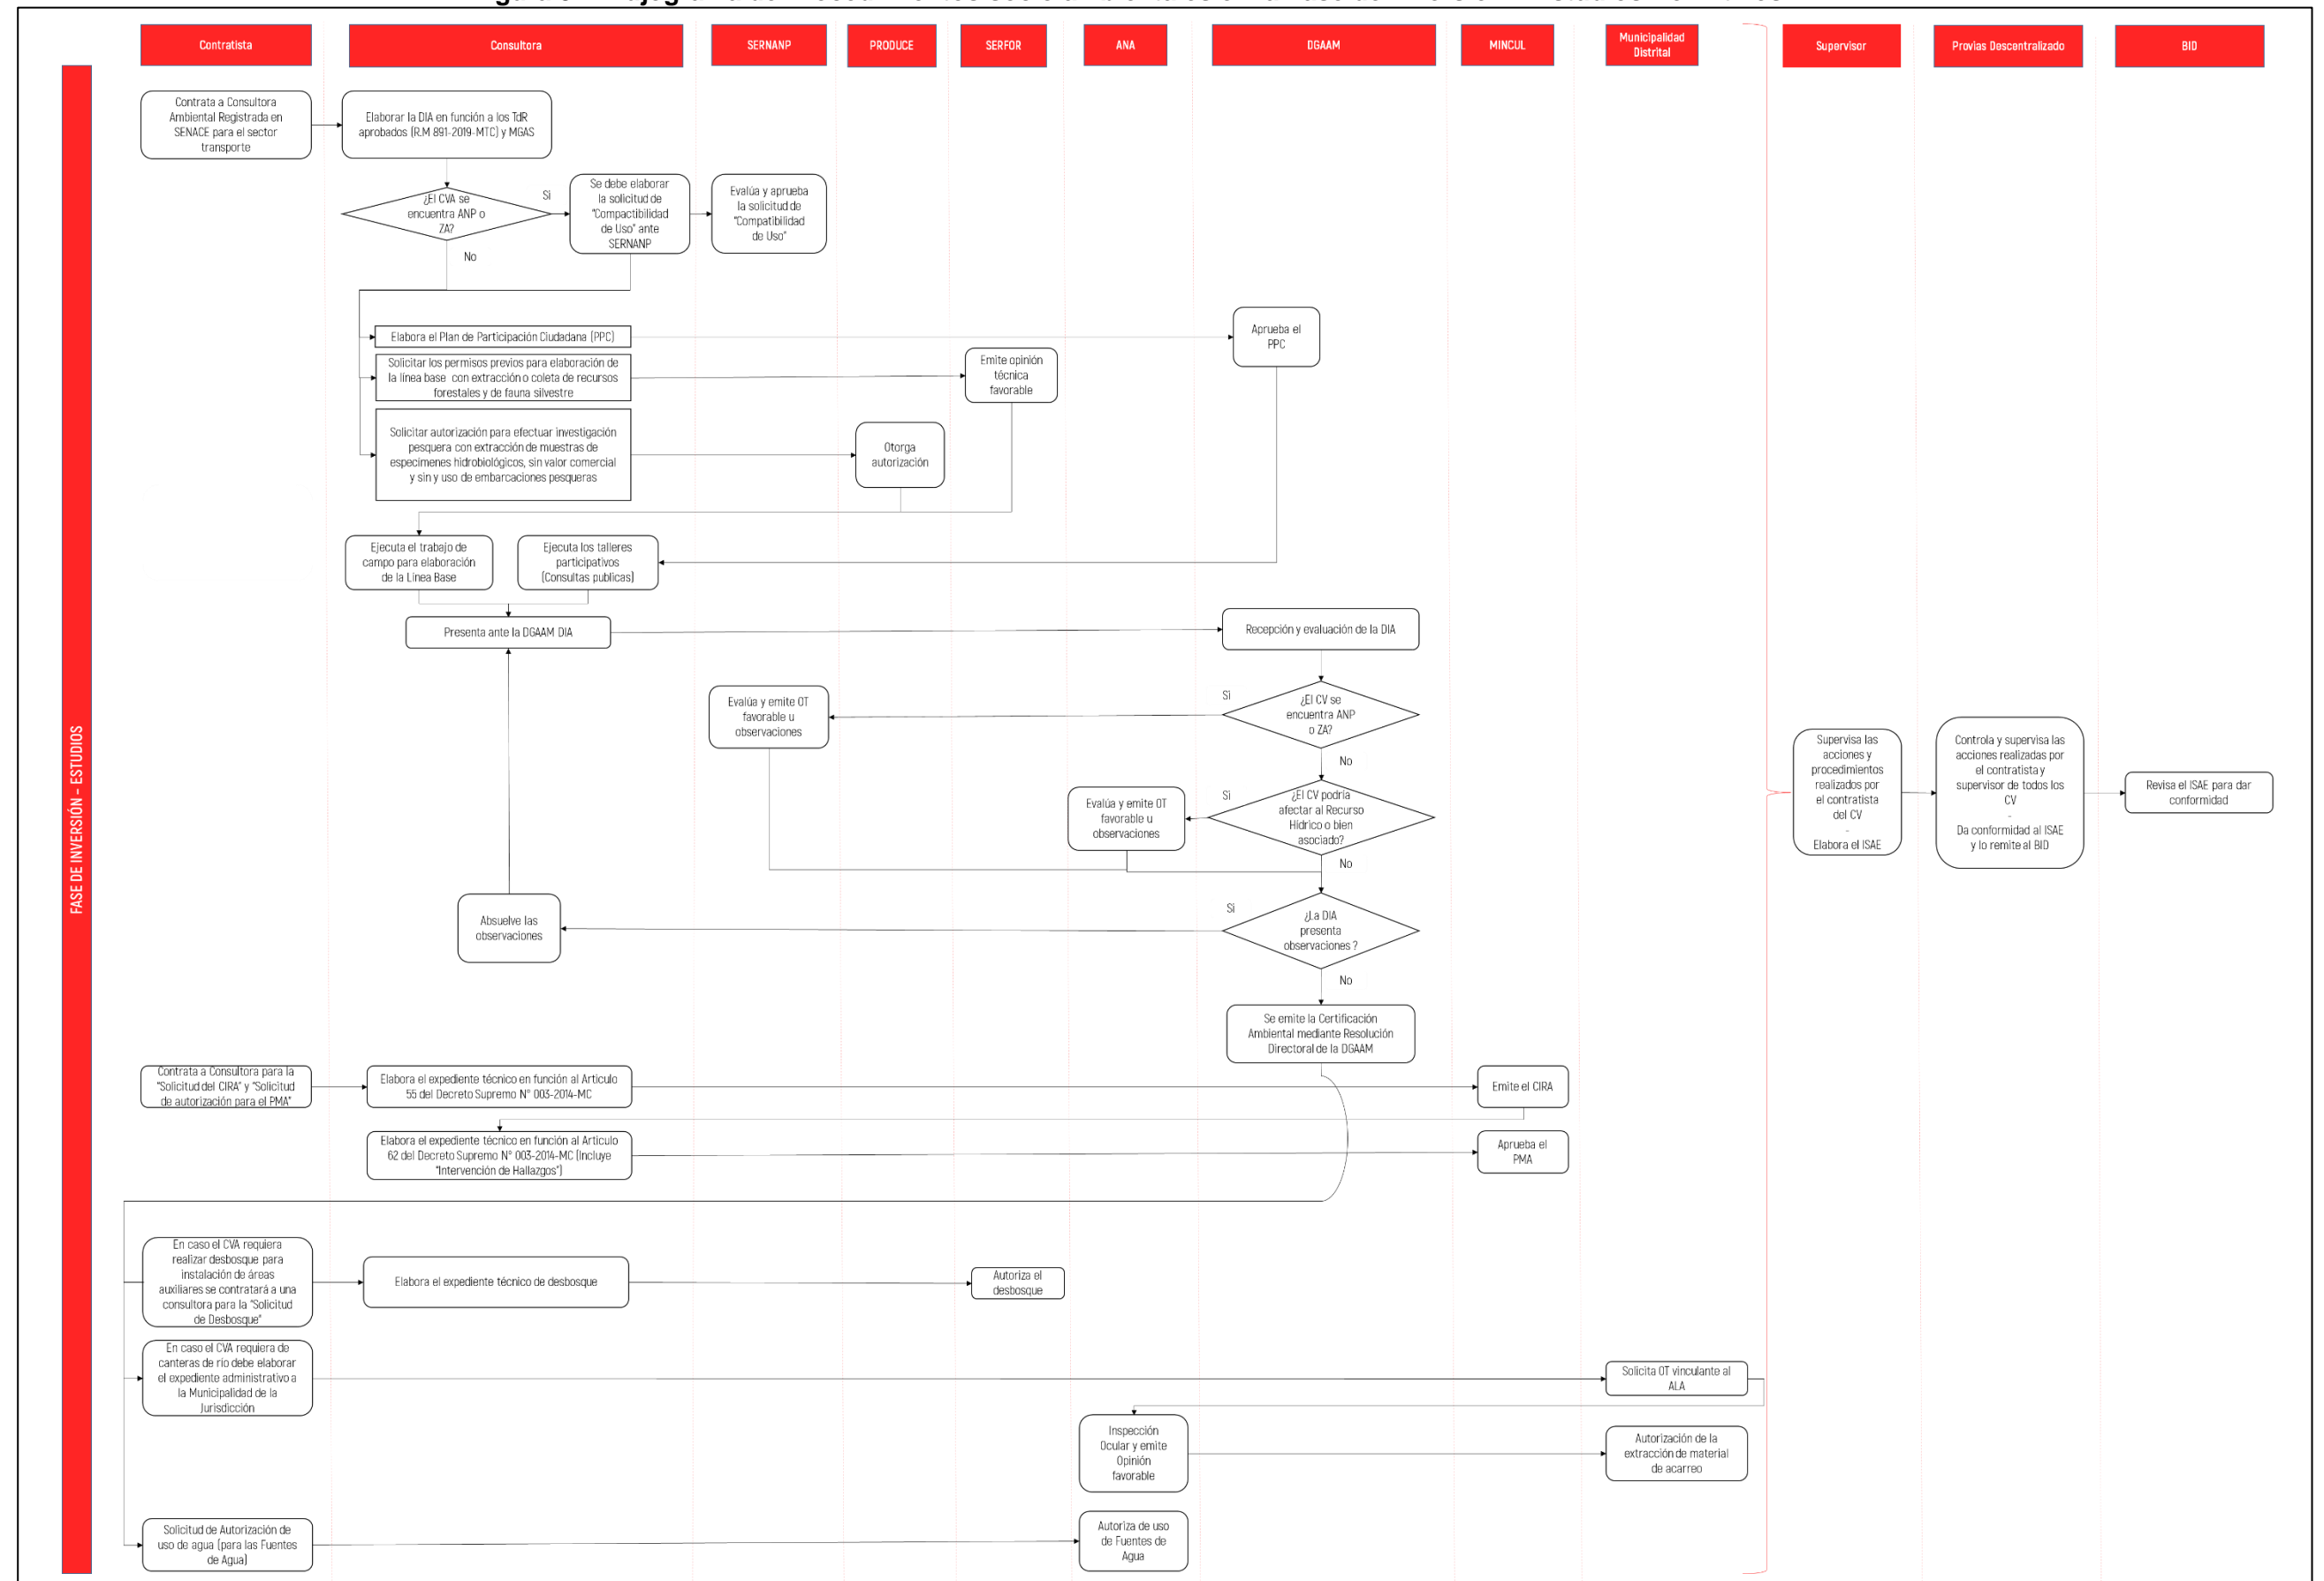 Contratista
Consultora
SERNANP
PRODUCE
SERFOR
ANA
DGAAM
MINCUL
Municipalidad
Distrital
Supervisor
Provias Descentralizado
BID
FASE DE INVERSIÓN – ESTUDIOS
Contrata a Consultora
Ambiental Registrada en
SENACE para el sector
transporte
Elaborar la DIA en función a los TdR
aprobados (R.M 891-2019-MTC) y MGAS
¿El CVA se
encuentra ANP o
ZA?
Si
No
Se debe elaborar
la solicitud de
"Compactibilidad
de Uso" ante
SERNANP
Evalúa y aprueba
la solicitud de
"Compatibilidad
de Uso"
Elabora el Plan de Participación Ciudadana (PPC)
Aprueba el
PPC
Solicitar los permisos previos para elaboración de
la línea base con extracción o coleta de recursos
forestales y de fauna silvestre
Emite opinión
técnica
favorable
Solicitar autorización para efectuar investigación
pesquera con extracción de muestras de
especímenes hidrobiológicos, sin valor comercial
y sin y uso de embarcaciones pesqueras
Otorga
autorización
Ejecuta el trabajo de
campo para elaboración
de la Línea Base
Ejecuta los talleres
participativos
(Consultas publicas)
Presenta ante la DGAAM DIA
Recepción y evaluación de la DIA
¿El CV se
encuentra ANP
o ZA?
Si
No
Evalúa y emite OT
favorable u
observaciones
¿El CV podría
afectar al Recurso
Hídrico o bien
asociado?
Si
No
Evalúa y emite OT
favorable u
observaciones
¿La DIA
presenta
observaciones ?
Si
No
Absuelve las
observaciones
Se emite la Certificación
Ambiental mediante Resolución
Directoral de la DGAAM
Supervisa las
acciones y
procedimientos
realizados por
el contratista
del CV
-
Elabora el ISAE
Controla y supervisa las
acciones realizadas por
el contratista y
supervisor de todos los
CV
-
Da conformidad al ISAE
y lo remite al BID
Revisa el ISAE para dar
conformidad
Contrata a Consultora para la
"Solicitud del CIRA" y "Solicitud
de autorización para el PMA"
Elabora el expediente técnico en función al Articulo
55 del Decreto Supremo N° 003-2014-MC
Emite el CIRA
Elabora el expediente técnico en función al Articulo
62 del Decreto Supremo N° 003-2014-MC (Incluye
"Intervención de Hallazgos")
Aprueba el
PMA
En caso el CVA requiera
realizar desbosque para
instalación de áreas
auxiliares se contratará a una
consultora para la "Solicitud
de Desbosque"
Elabora el expediente técnico de desbosque
Autoriza el
desbosque
En caso el CVA requiera de
canteras de río debe elaborar
el expediente administrativo a
la Municipalidad de la
Jurisdicción
Solicita OT vinculante al
ALA
Inspección
Ocular y emite
Opinión
favorable
Autorización de la
extracción de material
de acarreo
Solicitud de Autorización de
uso de agua (para las Fuentes
de Agua)
Autoriza de uso
de Fuentes de
Agua